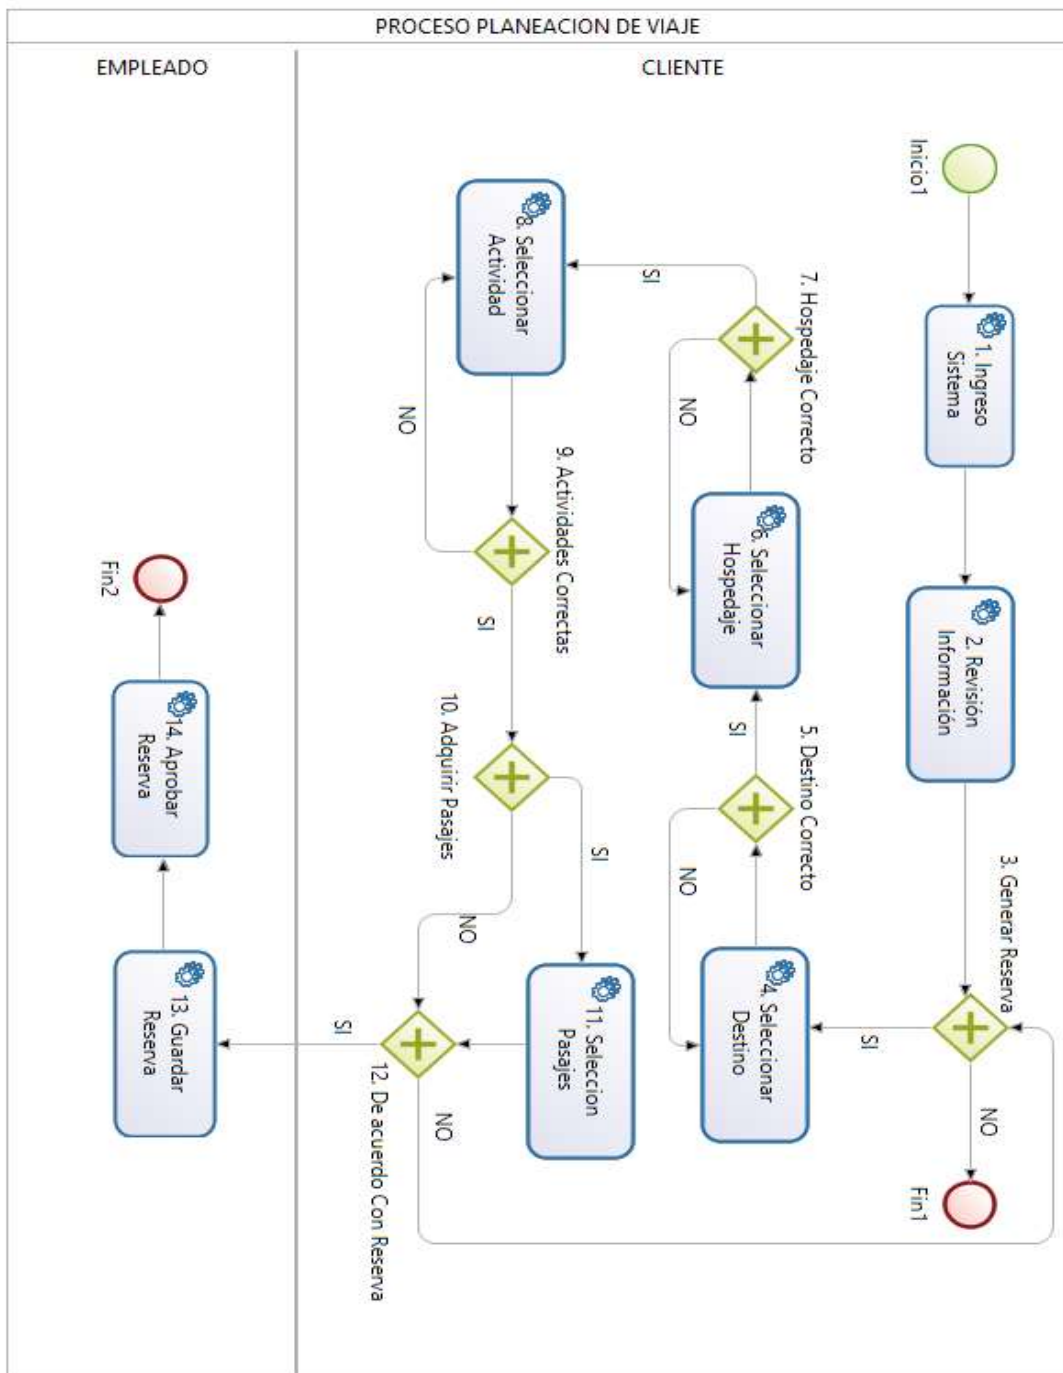 PROCESO PLANEACION DE VIAJE
EMPLEADO
CLIENTE
Inicio1
1. Ingreso
Sistema
2. Revisión
Información
3. Generar Reserva
NO
Fin1
SI
4. Seleccionar
Destino
5. Destino Correcto
NO
SI
6. Seleccionar
Hospedaje
7. Hospedaje Correcto
NO
SI
8. Seleccionar
Actividad
9. Actividades Correctas
NO
SI
10. Adquirir Pasajes
SI
NO
11. Seleccion
Pasajes
12. De acuerdo Con Reserva
NO
SI
13. Guardar
Reserva
14. Aprobar
Reserva
Fin2